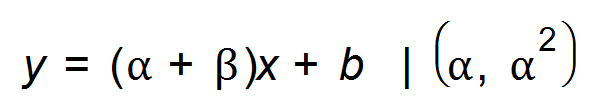 y = (α + β)x + b | (α, α²)